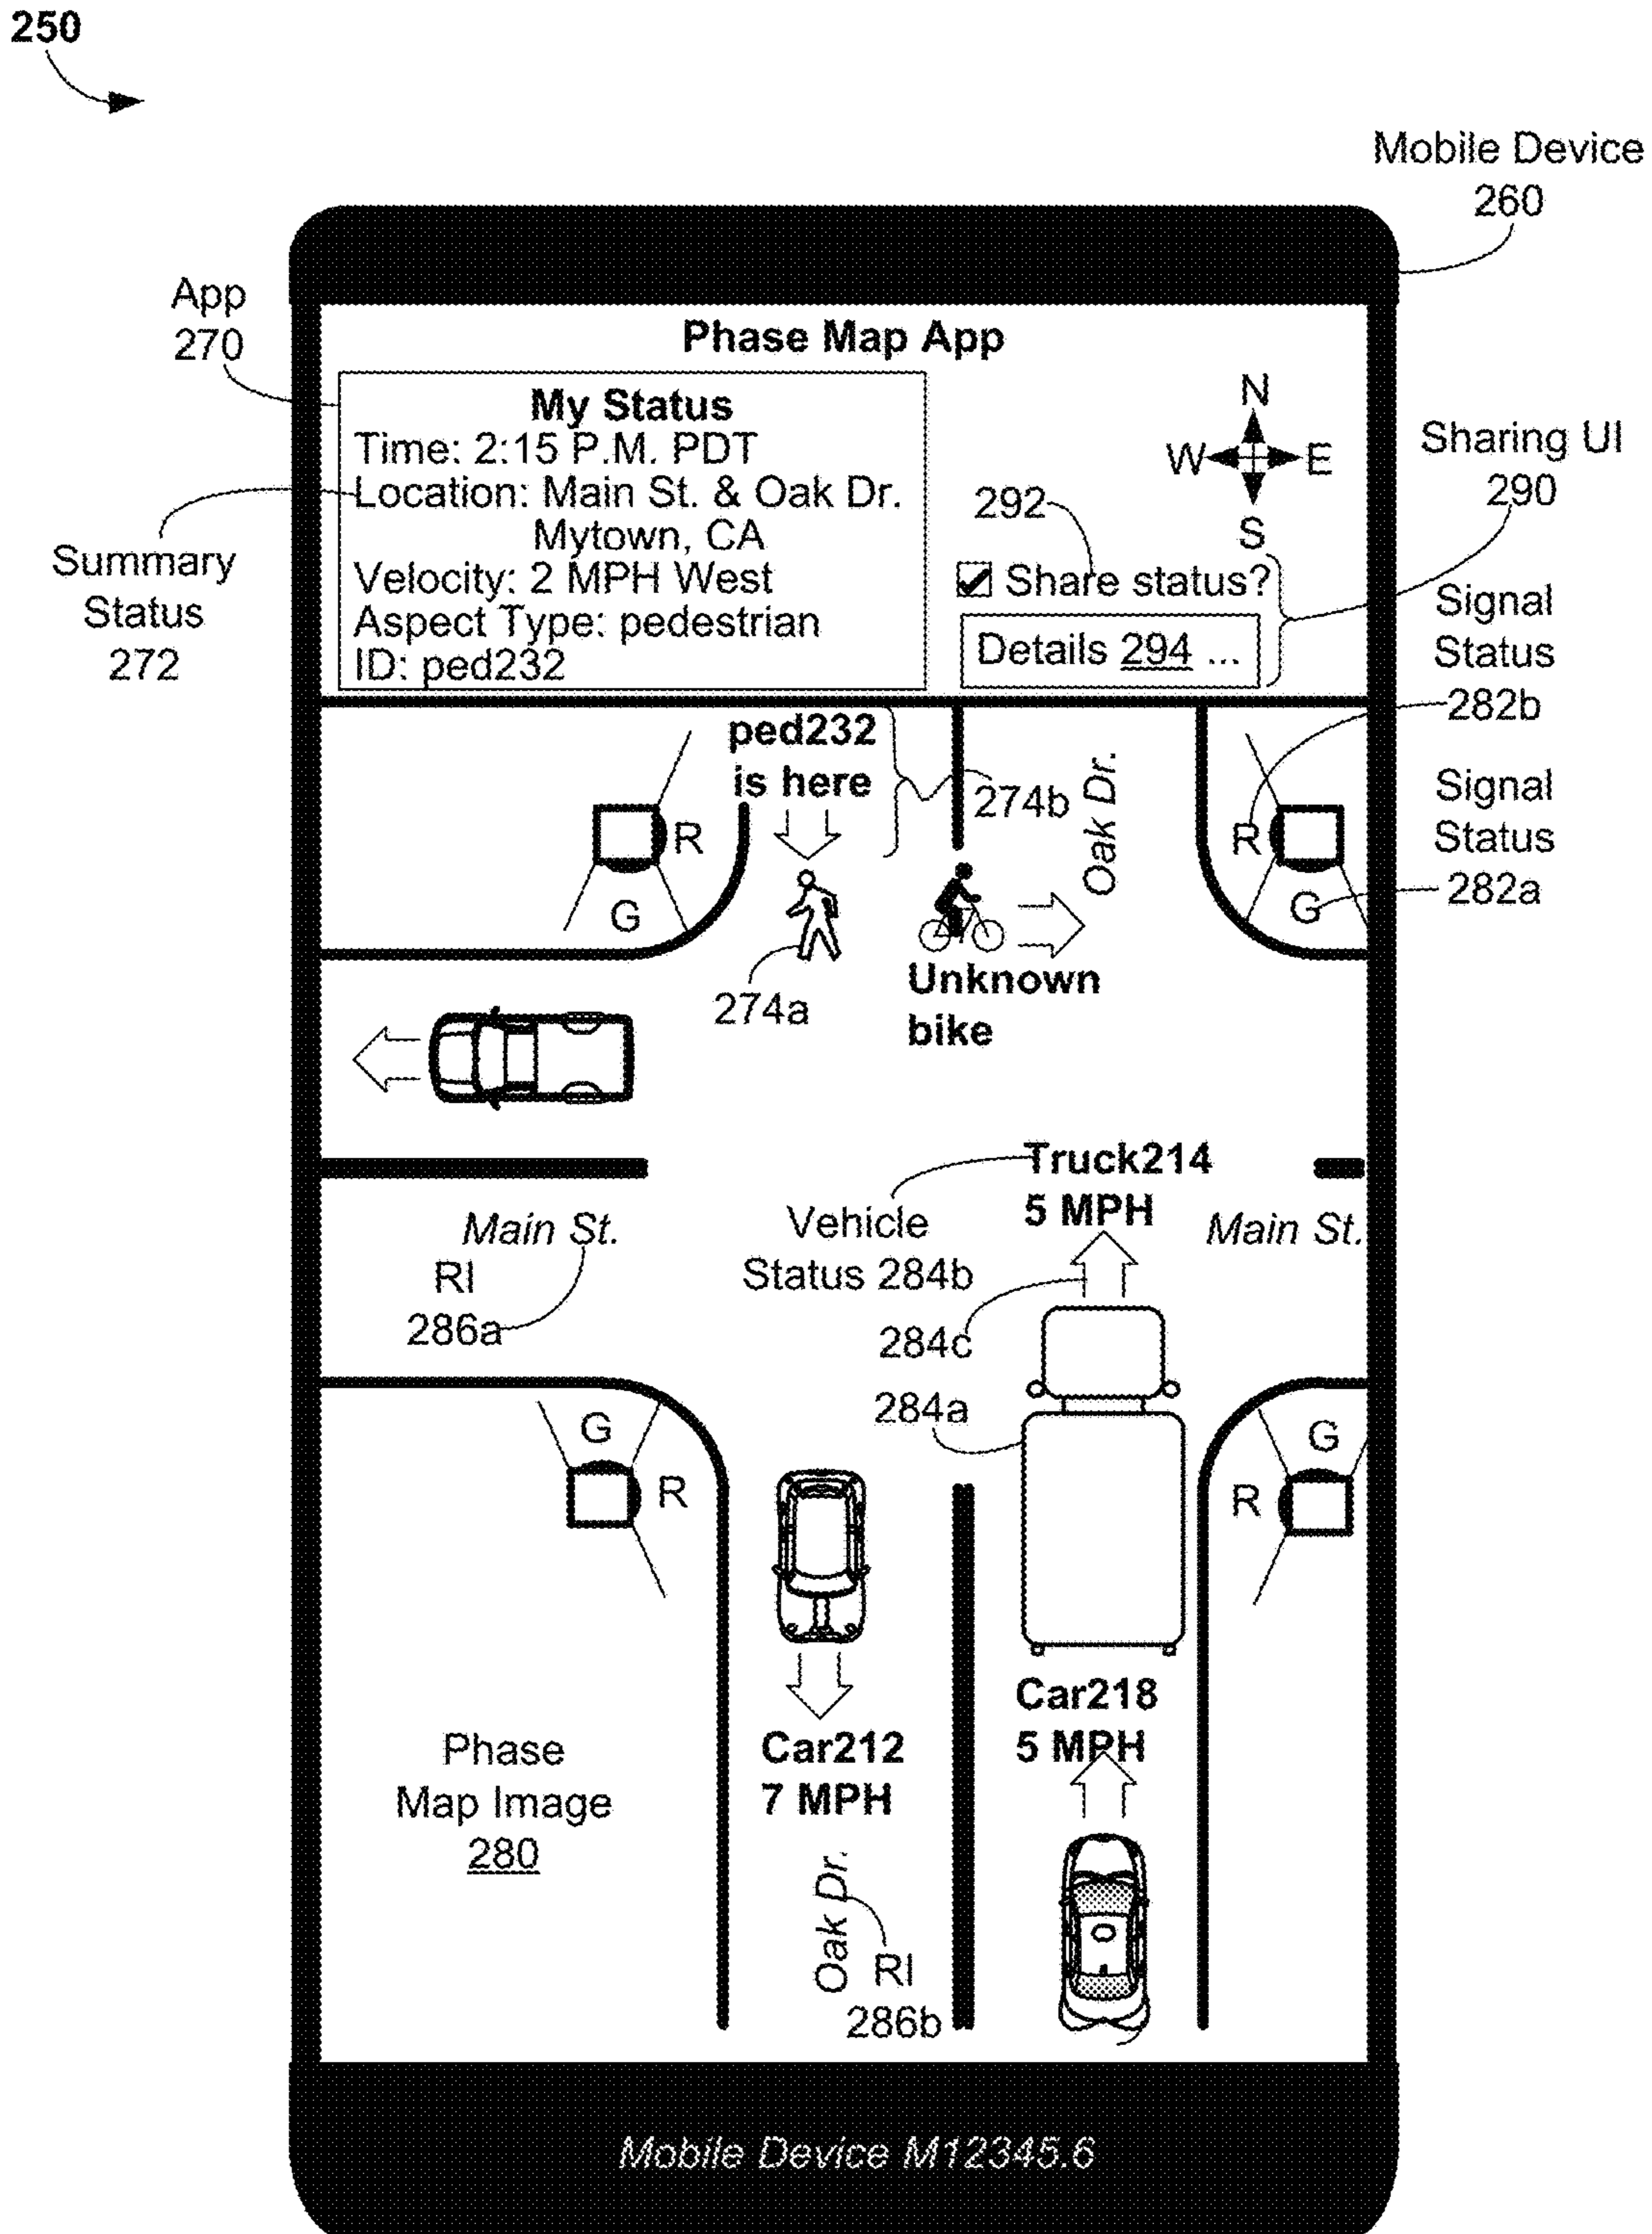 250
Mobile Device
260
App
270
Phase Map App
My Status
Time: 2:15 P.M. PDT
Location: Main St. & Oak Dr.
Mytown, CA
Velocity: 2 MPH West
Aspect Type: pedestrian
ID: ped232
Summary
Status
272
N
W E
S
292
Share status?
Details 294 ...
Sharing UI
290
Signal
Status
282b
Signal
Status
282a
ped232
is here
274b
Oak Dr.
R
G
R
G
274a
Unknown
bike
Truck214
5 MPH
Vehicle
Status 284b
Main St.
Main St.
RI
286a
284c
284a
G
R
G
R
Car218
5 MPH
Car212
7 MPH
Phase
Map Image
280
Oak Dr.
RI
286b
Mobile Device M12345.6